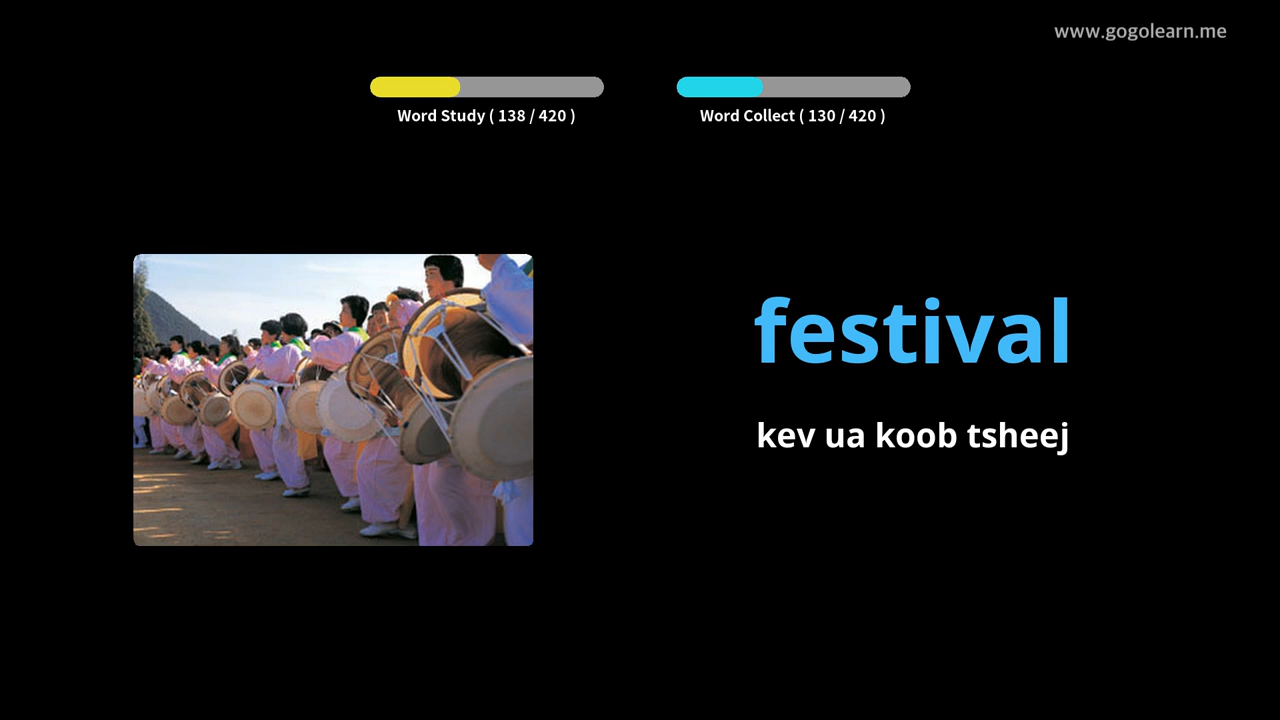 www.gogolearn.me
Word Study ( 138 / 420 )
Word Collect ( 130 / 420 )
festival
kev ua koob tsheej